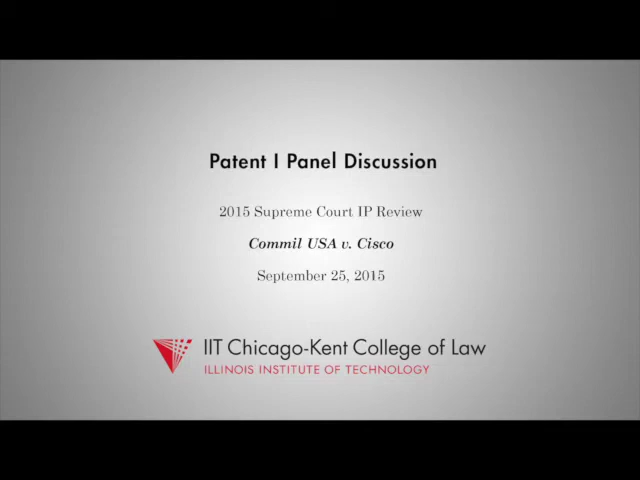 Patent I Panel Discussion
2015 Supreme Court IP Review
Commil USA v. Cisco
September 25, 2015
IIT Chicago-Kent College of Law
ILLINOIS INSTITUTE OF TECHNOLOGY